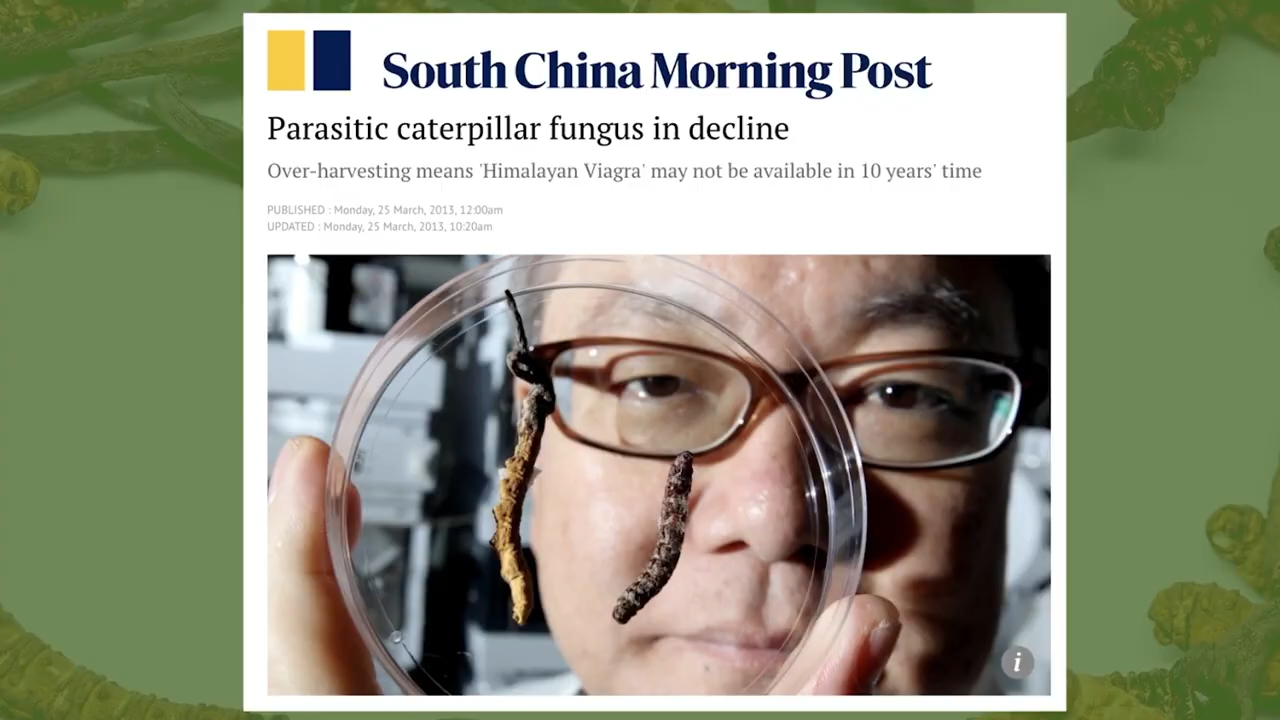 South China Morning Post
Parasitic caterpillar fungus in decline
Over-harvesting means 'Himalayan Viagra' may not be available in 10 years' time
PUBLISHED : Monday, 25 March, 2013, 12:00am
UPDATED : Monday, 25 March, 2013, 10:20am
i